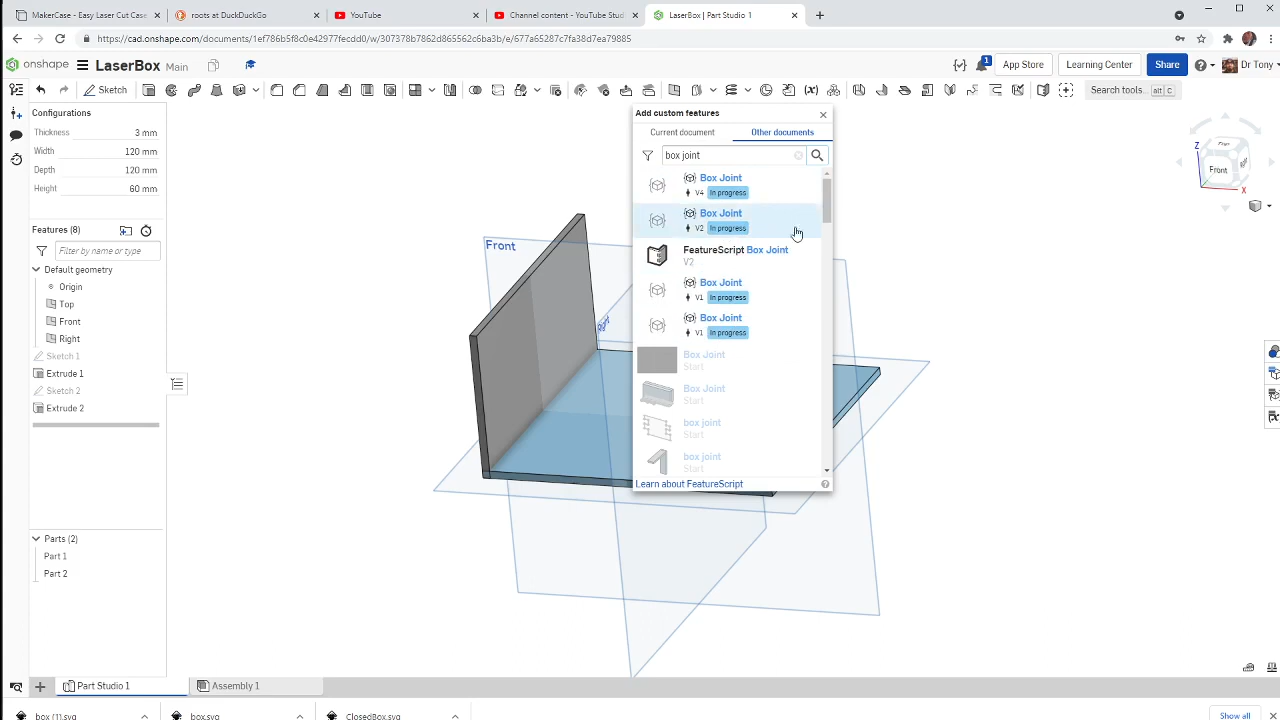 MakerCase - Easy Laser Cut Case
roots at DuckDuckGo
YouTube
Channel content - YouTube Stud
LaserBox | Part Studio 1
https://cad.onshape.com/documents/1ef786b5f8c0e42977fecdd0/w/307378b7862d865562c6ba3b/e/677a65287c7fa38d7ea79885
onshape
LaserBox
Main
1
App Store
Learning Center
Share
Dr Tony
Sketch
Search tools...
alt C
Configurations
Thickness 3 mm
Width 120 mm
Depth 120 mm
Height 60 mm
Features (8)
Filter by name or type
Default geometry
Origin
Top
Front
Right
Sketch 1
Extrude 1
Sketch 2
Extrude 2
Parts (2)
Part 1
Part 2
Front
Right
Add custom features
Current document
Other documents
box joint
Box Joint
V4 In progress
Box Joint
V2 In progress
FeatureScript Box Joint
V2
Box Joint
V1 In progress
Box Joint
V1 In progress
Box Joint
Start
Box Joint
Start
box joint
Start
box joint
Start
Learn about FeatureScript
Z
Front
Right
X
Part Studio 1
Assembly 1
box (1).svg
box.svg
ClosedBox.svg
Show all